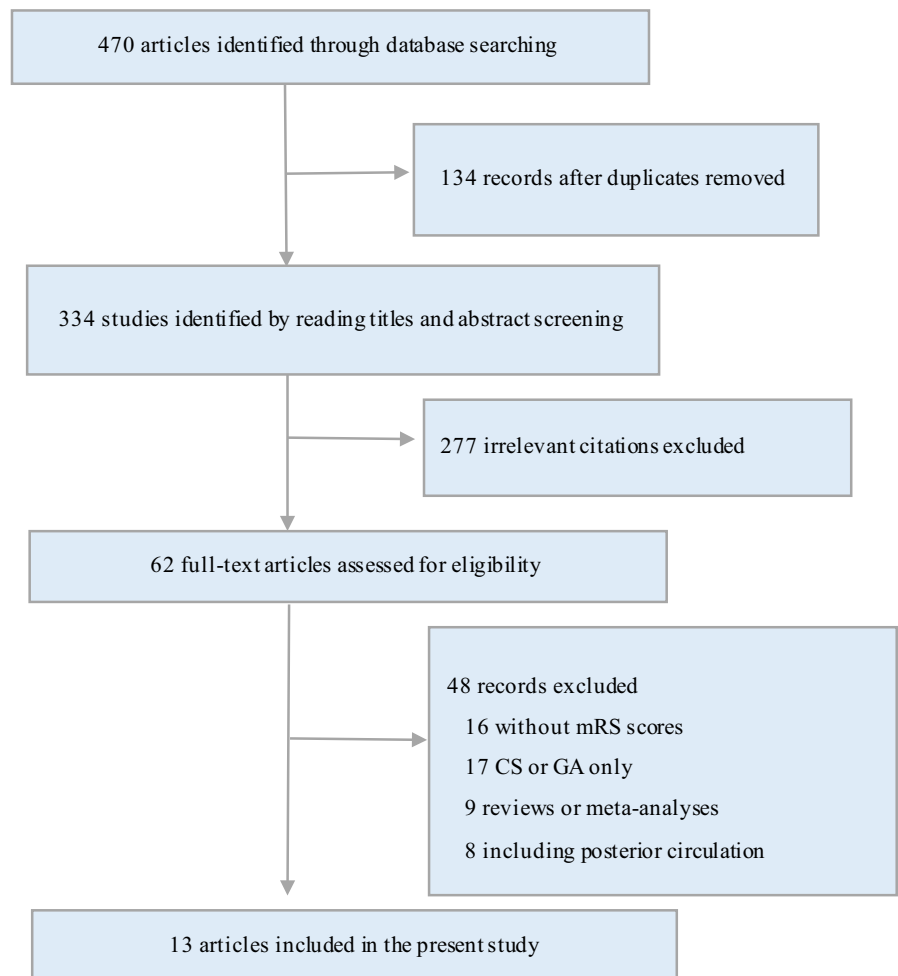 470 articles identified through database searching
134 records after duplicates removed
334 studies identified by reading titles and abstract screening
277 irrelevant citations excluded
62 full-text articles assessed for eligibility
48 records excluded
16 without mRS scores
17 CS or GA only
9 reviews or meta-analyses
8 including posterior circulation
13 articles included in the present study